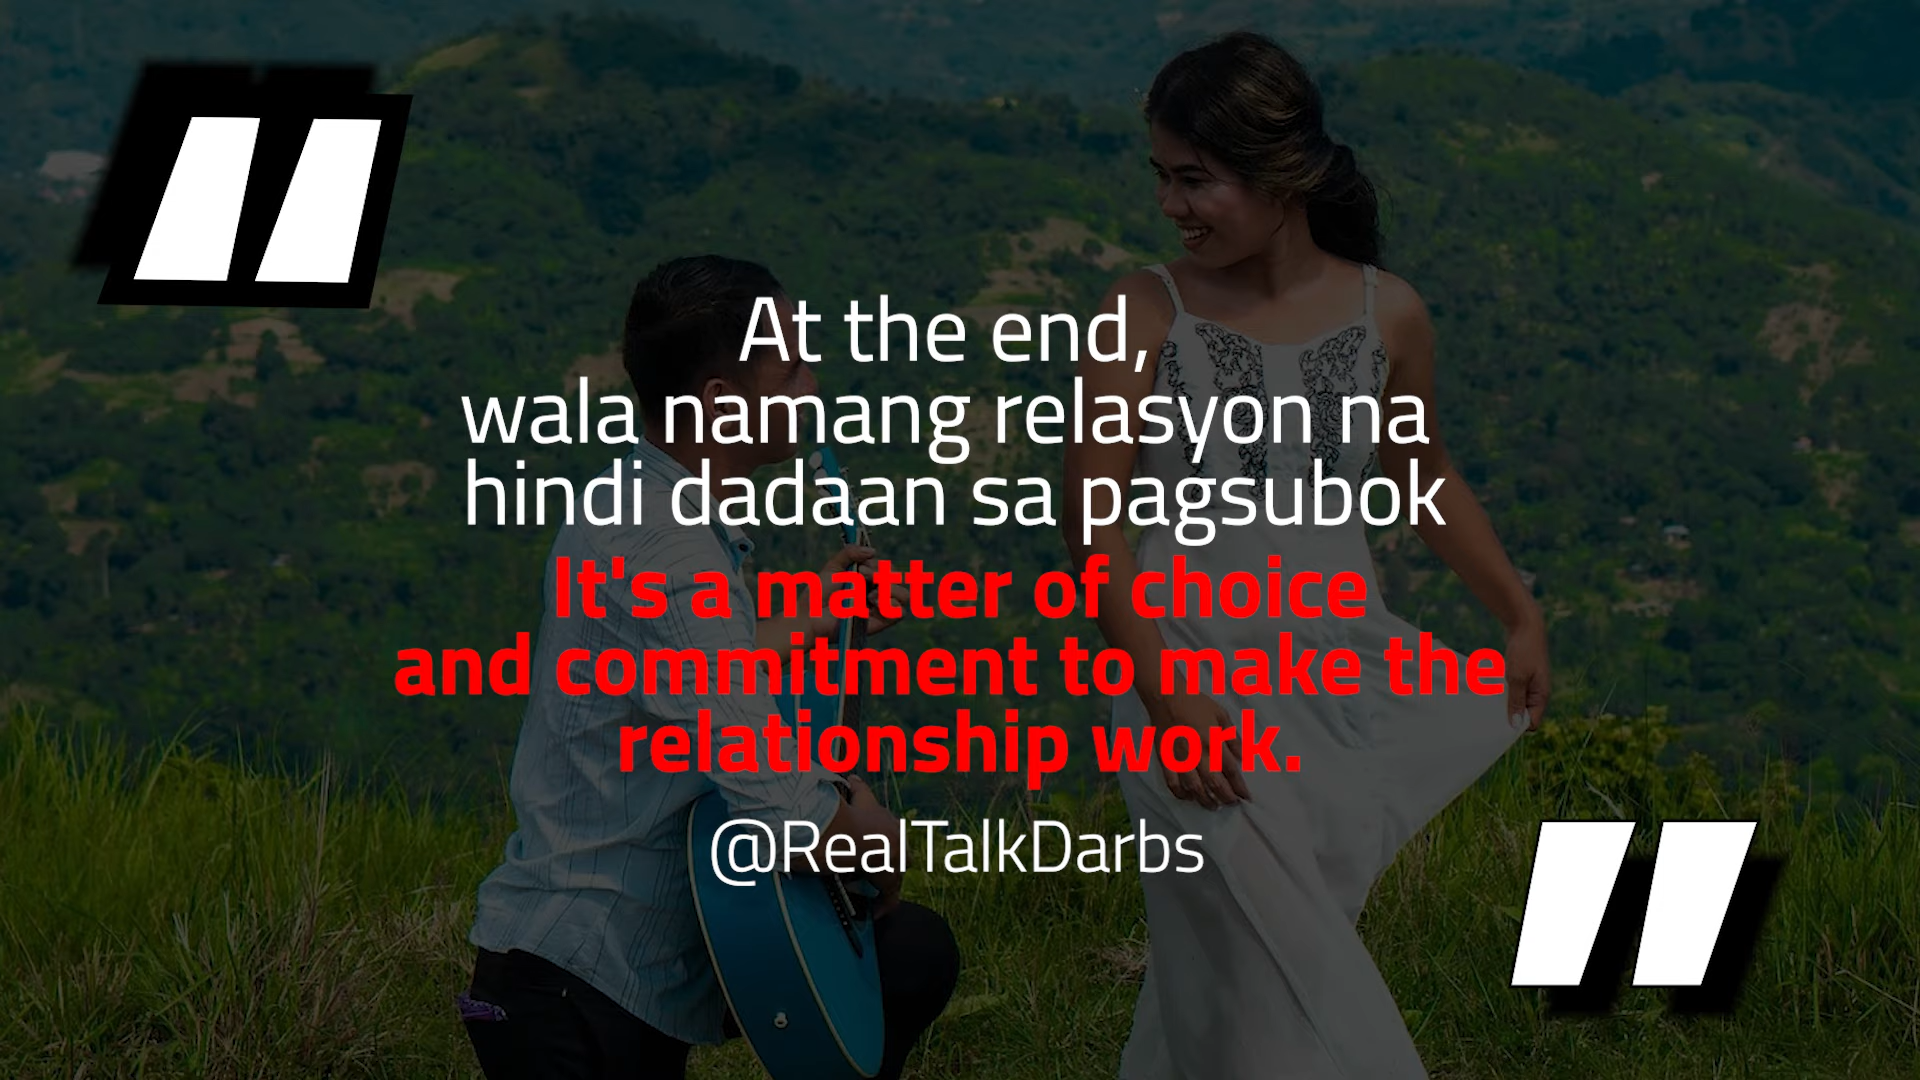 At the end,
wala namang relasyon na
hindi dadaan sa pagsubok
It's a matter of choice
and commitment to make the
relationship work.
@RealTalkDarbs